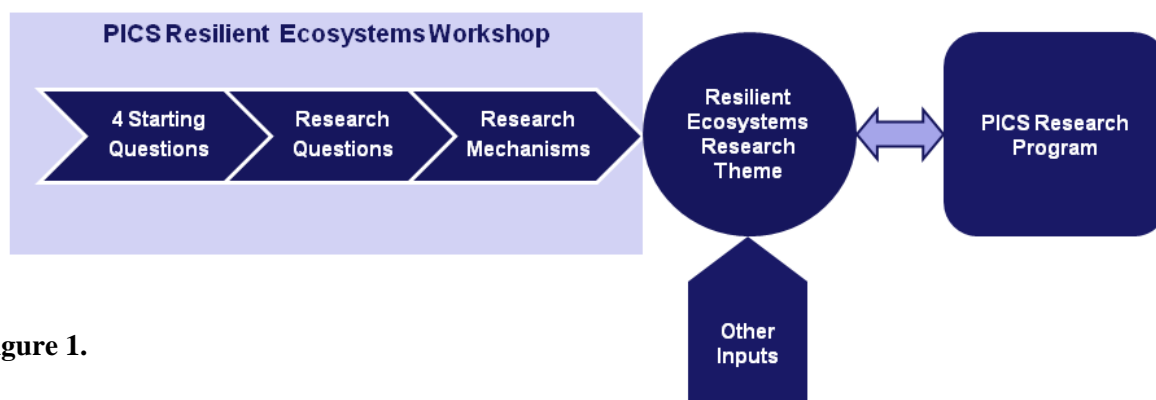 PICS Resilient Ecosystems Workshop
4 Starting
Questions
Research
Questions
Research
Mechanisms
Resilient
Ecosystems
Research
Theme
PICS Research
Program
Other
Inputs
gure 1.